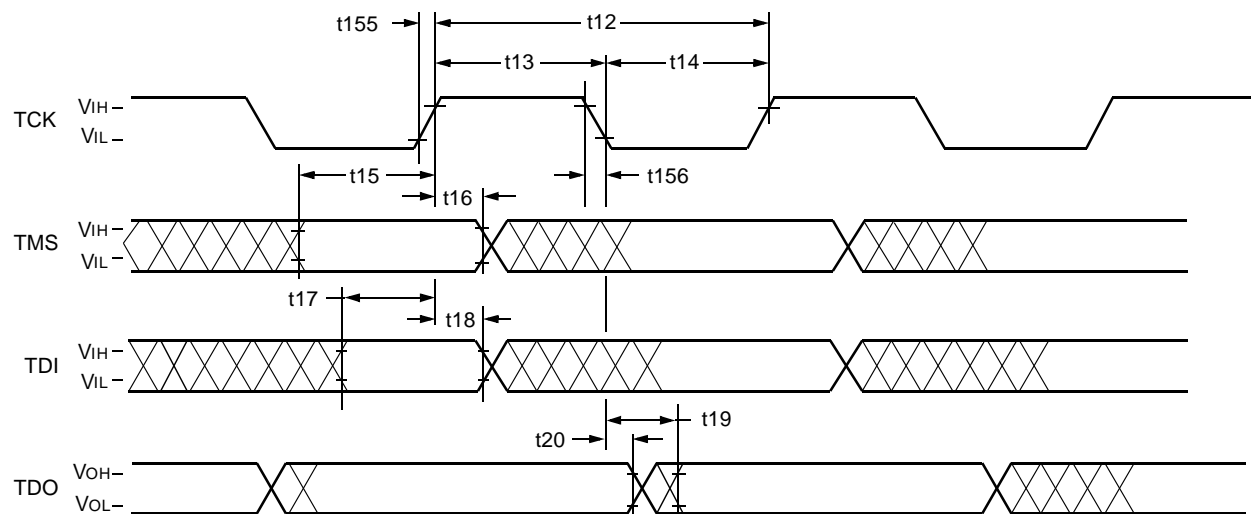 t155
t12
t13
t14
TCK
VIH
VIL
t15
t16
t156
TMS
VIH
VIL
t17
t18
TDI
VIH
VIL
t19
t20
TDO
VOH
VOL